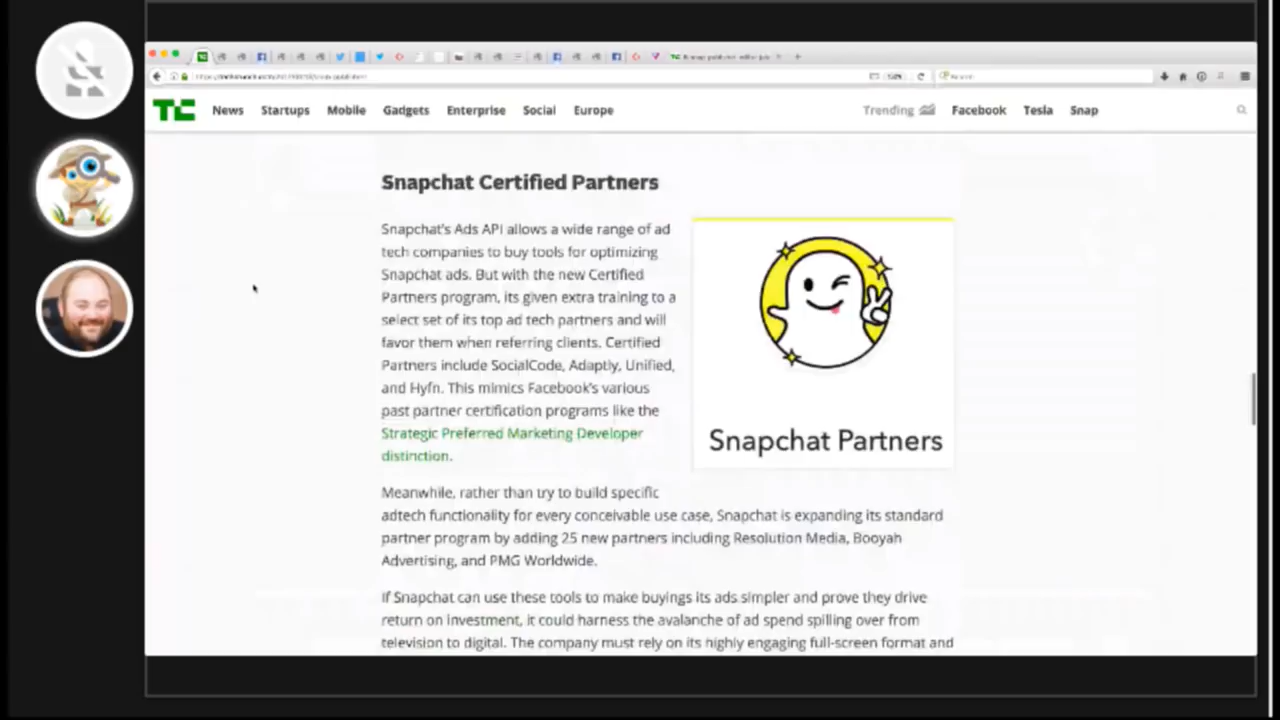 TC News Startups Mobile Gadgets Enterprise Social Europe Trending Facebook Tesla Snap
Snapchat Certified Partners
Snapchat's Ads API allows a wide range of ad
tech companies to buy tools for optimizing
Snapchat ads. But with the new Certified
Partners program, its given extra training to a
select set of its top ad tech partners and will
favor them when referring clients. Certified
Partners include SocialCode, Adaptly, Unified,
and Hyfn. This mimics Facebook's various
past partner certification programs like the
Strategic Preferred Marketing Developer
distinction.
Snapchat Partners
Meanwhile, rather than try to build specific
adtech functionality for every conceivable use case, Snapchat is expanding its standard
partner program by adding 25 new partners including Resolution Media, Booyah
Advertising, and PMG Worldwide.
If Snapchat can use these tools to make buyings its ads simpler and prove they drive
return on investment, it could harness the avalanche of ad spend spilling over from
television to digital. The company must rely on its highly engaging full-screen format and